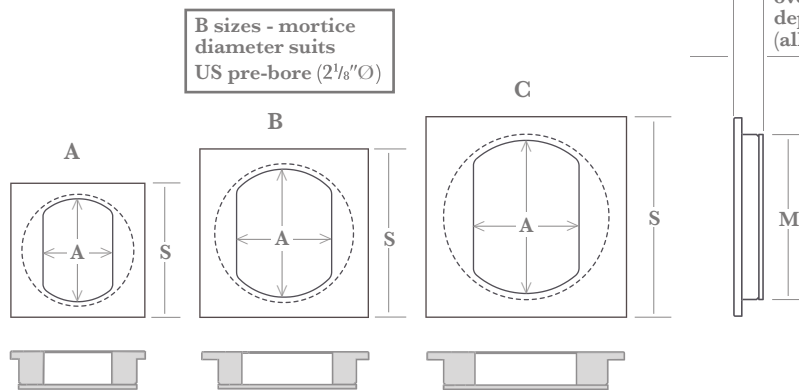 B sizes - mortice
diameter suits
US pre-bore (2⅛"Ø)
C
B
A
A
S
A
S
A
S
M